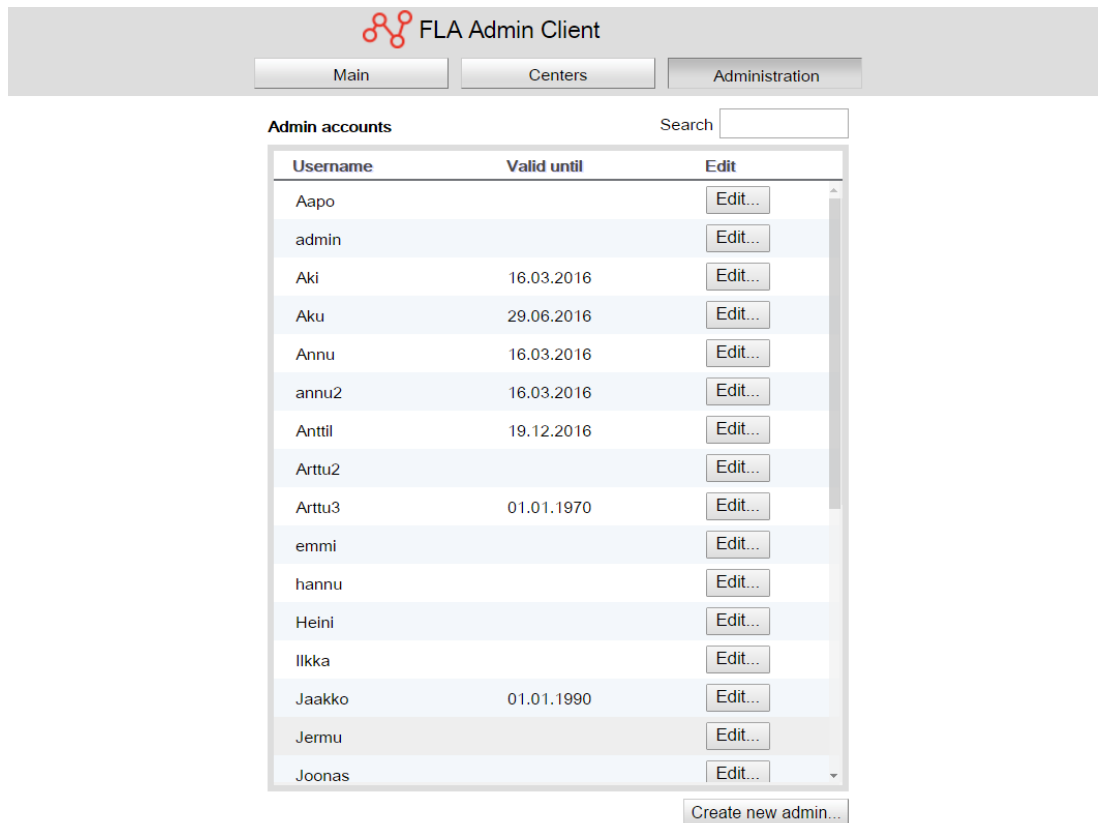 FLA Admin Client
Main Centers Administration
Admin accounts Search
Username Valid until Edit
Aapo Edit...
admin Edit...
Aki 16.03.2016 Edit...
Aku 29.06.2016 Edit...
Annu 16.03.2016 Edit...
annu2 16.03.2016 Edit...
Anttil 19.12.2016 Edit...
Arttu2 Edit...
Arttu3 01.01.1970 Edit...
emmi Edit...
hannu Edit...
Heini Edit...
Ilkka Edit...
Jaakko 01.01.1990 Edit...
Jermu Edit...
Joonas Edit...
Create new admin...